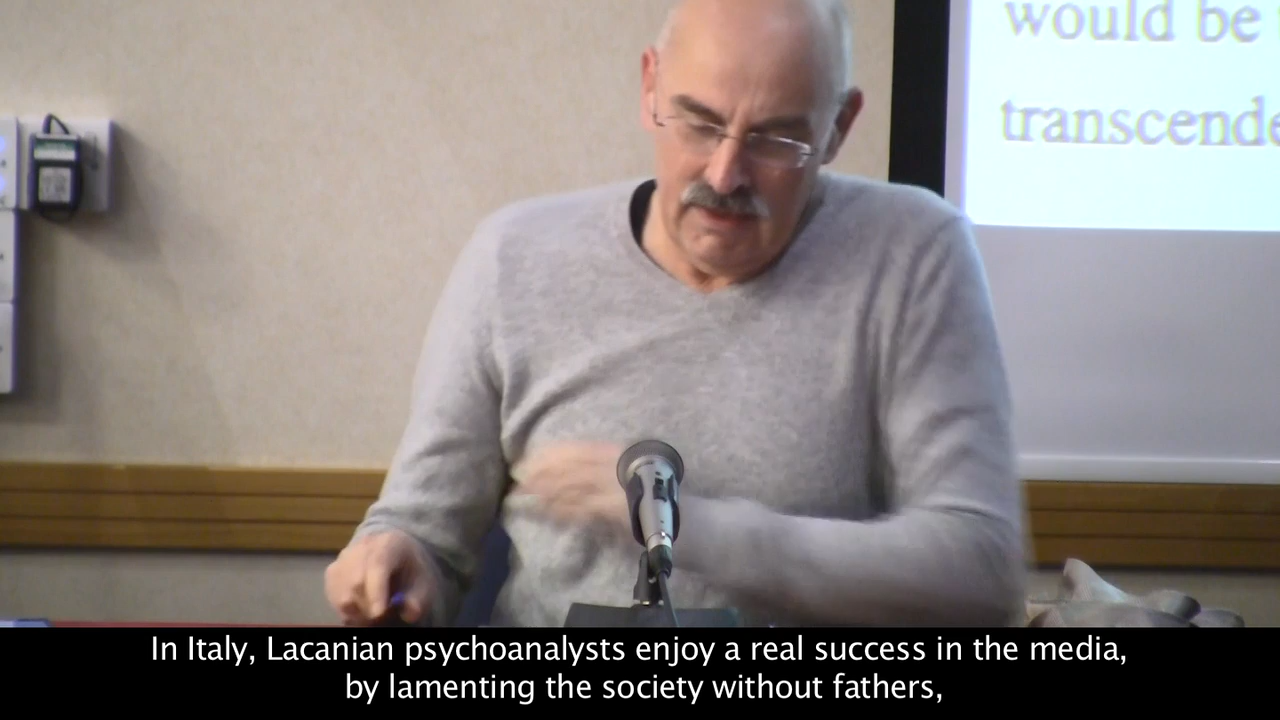 would be
transcende
In Italy, Lacanian psychoanalysts enjoy a real success in the media,
by lamenting the society without fathers,